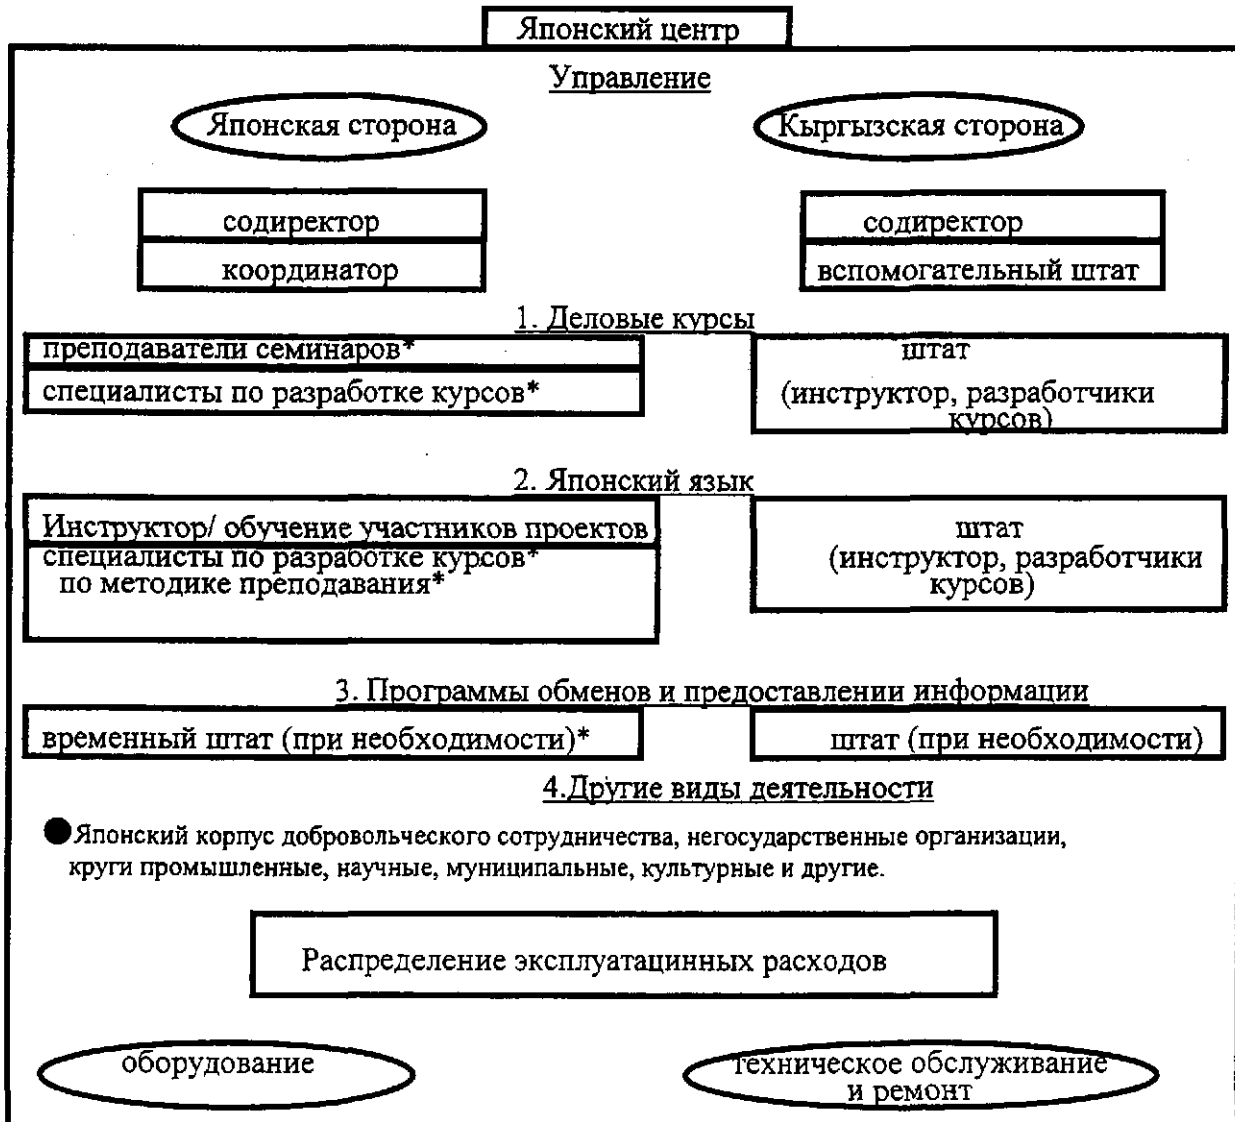 Японский центр
Управление
Японская сторона
Кыргызская сторона
содиректор
координатор
содиректор
вспомогательный штат
1. Деловые курсы
преподаватели семинаров*
специалисты по разработке курсов*
штат
(инструктор, разработчики
курсов)
2. Японский язык
Инструктор/ обучение участников проектов
специалисты по разработке курсов*
по методике преподавания*
штат
(инструктор, разработчики
курсов)
3. Программы обменов и предоставлении информации
временный штат (при необходимости)*
штат (при необходимости)
4.Другие виды деятельности
●Японский корпус добровольческого сотрудничества, негосударственные организации,
круги промышленные, научные, муниципальные, культурные и другие.
Распределение эксплуатацинных расходов
оборудование
техническое обслуживание
и ремонт